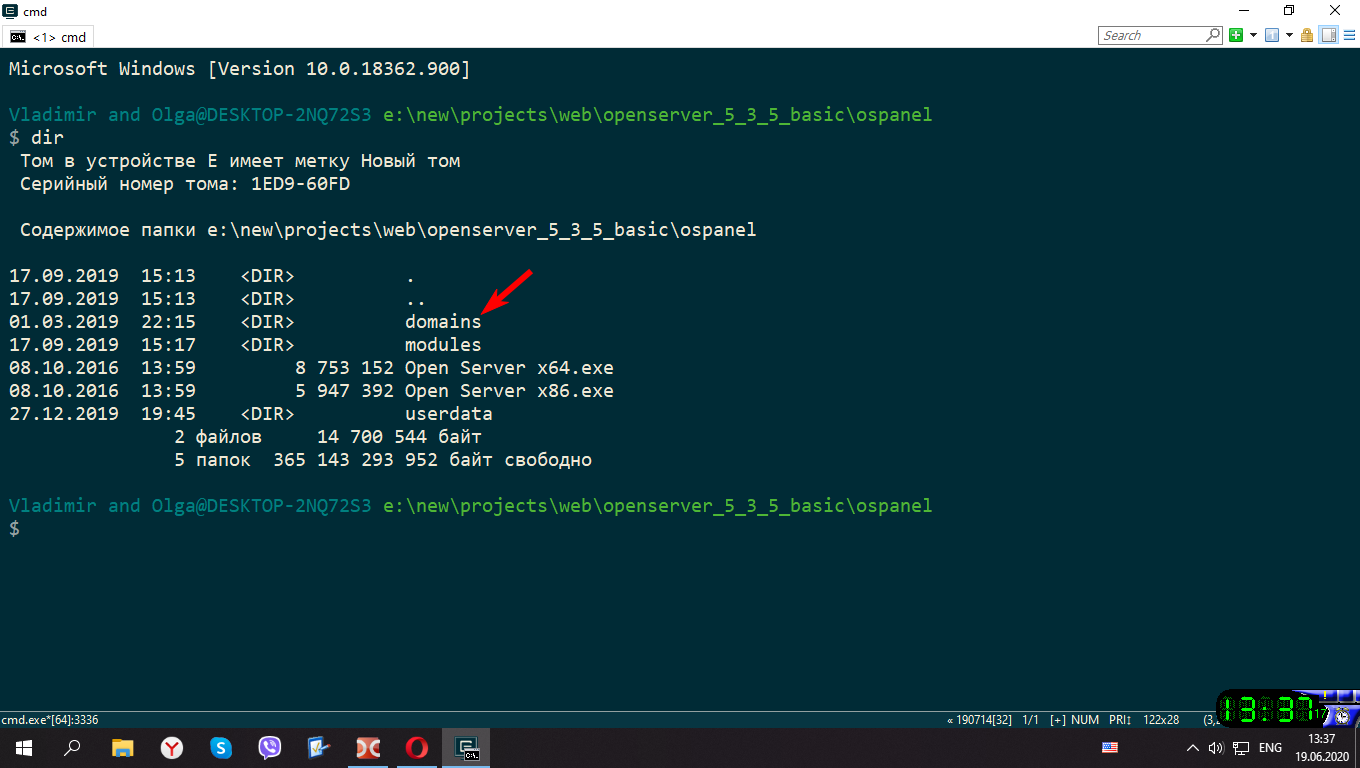 cmd
<1> cmd
Search
Microsoft Windows [Version 10.0.18362.900]
Vladimir and Olga@DESKTOP-2NQ72S3 e:\new\projects\web\openserver_5_3_5_basic\ospanel
$ dir
Том в устройстве E имеет метку Новый том
Серийный номер тома: 1ED9-60FD
Содержимое папки e:\new\projects\web\openserver_5_3_5_basic\ospanel
17.09.2019  15:13    <DIR>          .
17.09.2019  15:13    <DIR>          ..
01.03.2019  22:15    <DIR>          domains
17.09.2019  15:17    <DIR>          modules
08.10.2016  13:59         8 753 152 Open Server x64.exe
08.10.2016  13:59         5 947 392 Open Server x86.exe
27.12.2019  19:45    <DIR>          userdata
2 файлов     14 700 544 байт
5 папок  365 143 293 952 байт свободно
Vladimir and Olga@DESKTOP-2NQ72S3 e:\new\projects\web\openserver_5_3_5_basic\ospanel
$
cmd.exe*[64]:3336
« 190714[32] 1/1 [+] NUM PRI↕ 122x28
13:37
ENG
13:37
19.06.2020